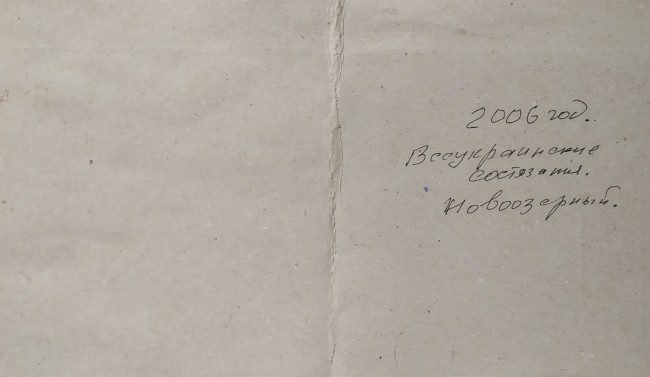 2006 год.
Всеукраинские
состязания.
Новоозерный.